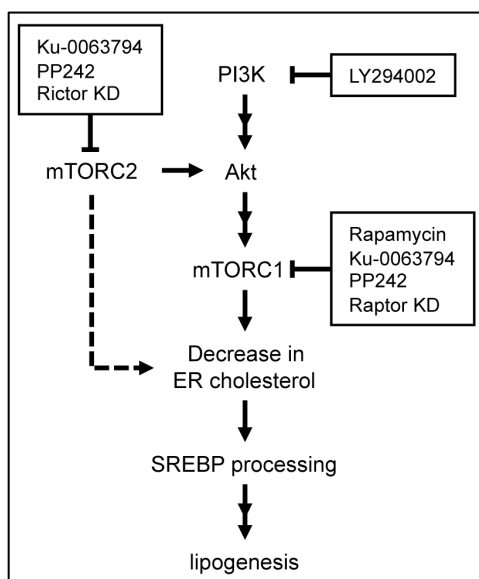 Ku-0063794
PP242
Rictor KD
PI3K
LY294002
mTORC2
Akt
Rapamycin
Ku-0063794
PP242
Raptor KD
mTORC1
Decrease in
ER cholesterol
SREBP processing
lipogenesis